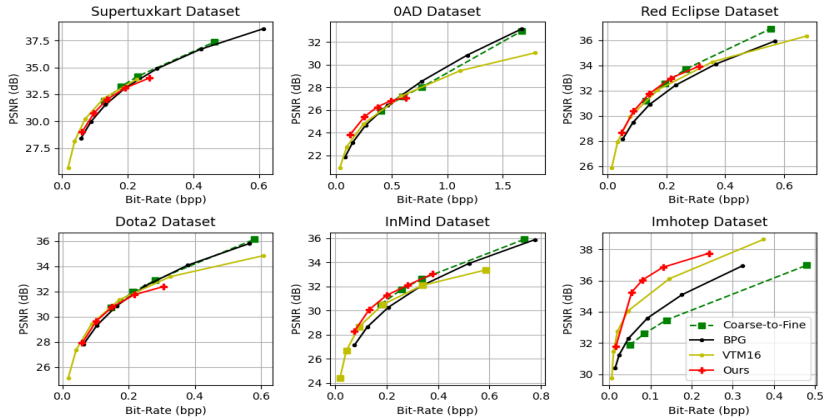 Supertuxkart Dataset
0AD Dataset
Red Eclipse Dataset
PSNR (dB)
37.5
35.0
32.5
30.0
27.5
0.0 0.2 0.4 0.6
Bit-Rate (bpp)
PSNR (dB)
32
30
28
26
24
22
0.0 0.5 1.0 1.5
Bit-Rate (bpp)
PSNR (dB)
36
34
32
30
28
26
0.0 0.2 0.4 0.6
Bit-Rate (bpp)
Dota2 Dataset
InMind Dataset
Imhotep Dataset
PSNR (dB)
36
34
32
30
28
26
0.0 0.2 0.4 0.6
Bit-Rate (bpp)
PSNR (dB)
36
34
32
30
28
26
24
0.0 0.2 0.4 0.6 0.8
Bit-Rate (bpp)
PSNR (dB)
38
36
34
32
30
0.0 0.1 0.2 0.3 0.4 0.5
Bit-Rate (bpp)
Coarse-to-Fine
BPG
VTM16
Ours